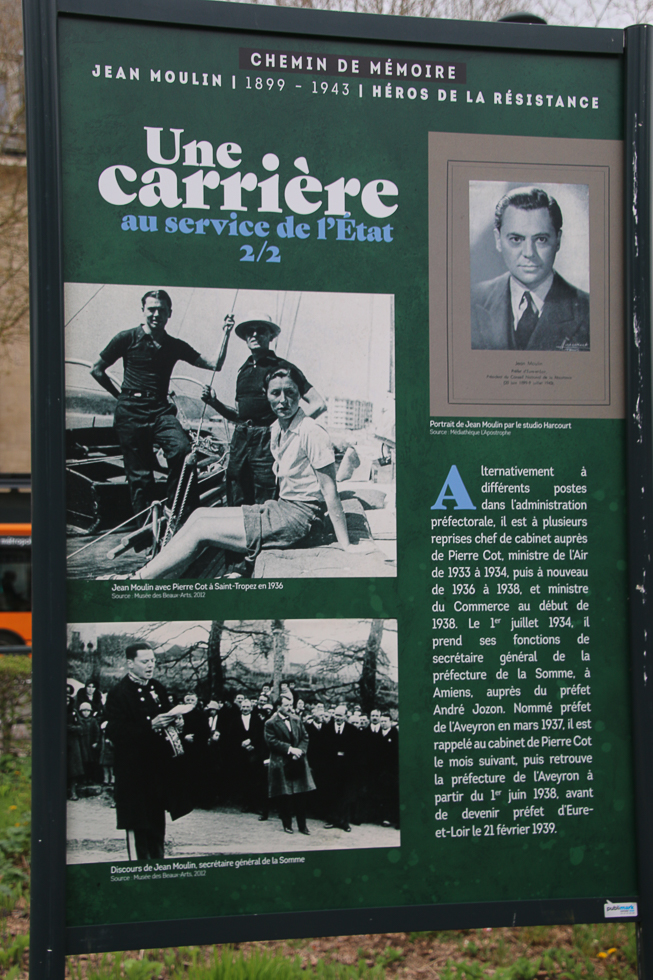 CHEMIN DE MÉMOIRE
JEAN MOULIN | 1899 - 1943 | HÉROS DE LA RÉSISTANCE
Une
carrière
au service de l'État
2/2
Jean Moulin
Portrait de Jean Moulin par le studio Harcourt
Source : Médiathèque L'Apostrophe
Jean Moulin avec Pierre Cot à Saint-Tropez en 1936
Source : Musée des Beaux-Arts, 2012
Discours de Jean Moulin, secrétaire général de la Somme
Source : Musée des Beaux-Arts, 2012
Alternativement à
différents postes
dans l'administration
préfectorale, il est à plusieurs
reprises chef de cabinet auprès
de Pierre Cot, ministre de l'Air
de 1933 à 1934, puis à nouveau
de 1936 à 1938, et ministre
du Commerce au début de
1938. Le 1er juillet 1934, il
prend ses fonctions de
secrétaire général de la
préfecture de la Somme, à
Amiens, auprès du préfet
André Jozon. Nommé préfet
de l'Aveyron en mars 1937, il est
rappelé au cabinet de Pierre Cot
le mois suivant, puis retrouve
la préfecture de l'Aveyron à
partir du 1er juin 1938, avant
de devenir préfet d'Eure-
et-Loir le 21 février 1939.
métropol
publimark